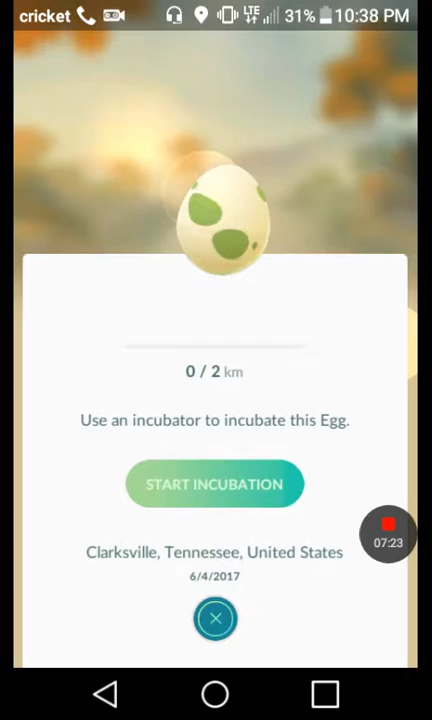 cricket LTE 31% 10:38 PM
0 / 2 km
Use an incubator to incubate this Egg.
START INCUBATION
07:23
Clarksville, Tennessee, United States
6/4/2017